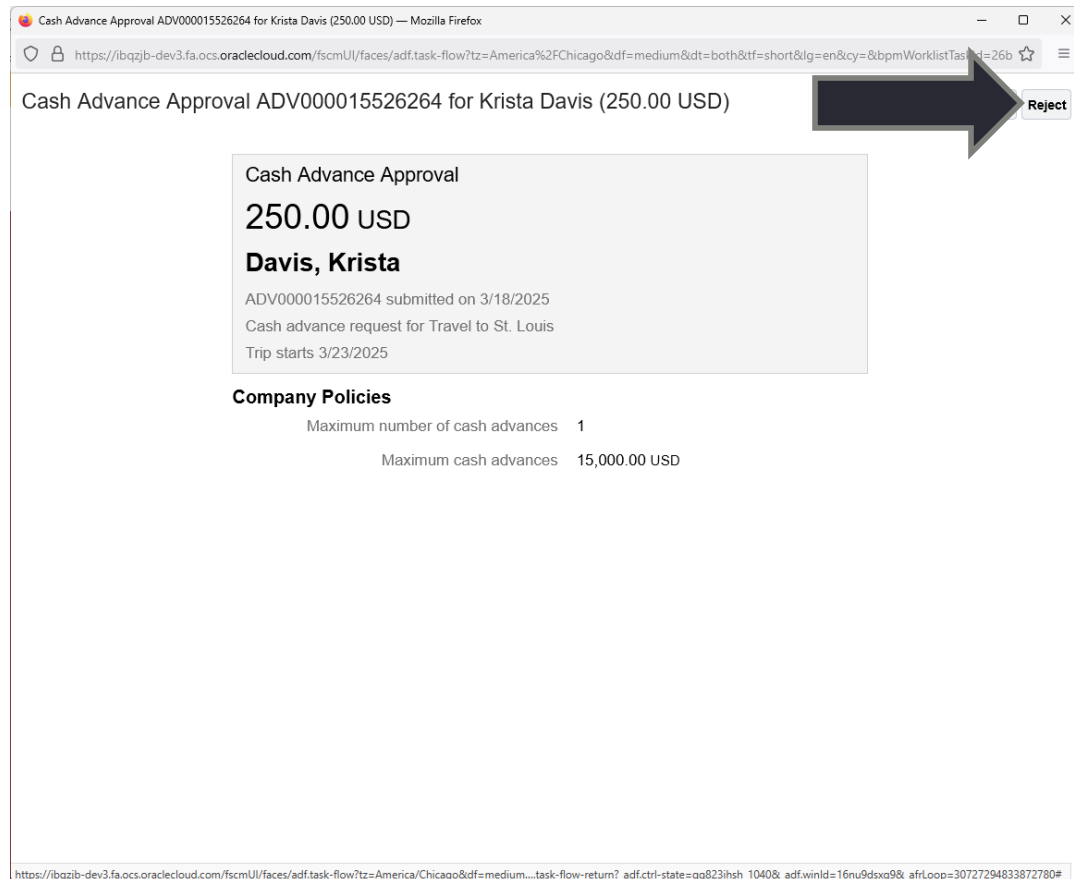 Cash Advance Approval ADV000015526264 for Krista Davis (250.00 USD) — Mozilla Firefox
https://ibqzjb-dev3.fa.ocs.oraclecloud.com/fscmUI/faces/adf.task-flow?tz=America%2FChicago&df=medium&dt=both&tf=short&lg=en&cy=&bpmWorklistTaskId=26b
Cash Advance Approval ADV000015526264 for Krista Davis (250.00 USD)
Reject
Cash Advance Approval
250.00 USD
Davis, Krista
ADV000015526264 submitted on 3/18/2025
Cash advance request for Travel to St. Louis
Trip starts 3/23/2025
Company Policies
Maximum number of cash advances 1
Maximum cash advances 15,000.00 USD
https://ibqzjb-dev3.fa.ocs.oraclecloud.com/fscmUI/faces/adf.task-flow?tz=America/Chicago&df=medium....task-flow-return?_adf.ctrl-state=gg823ihsh_1040&_adf.winId=16nu9dsxq9&_afrLoop=30727294833872780#